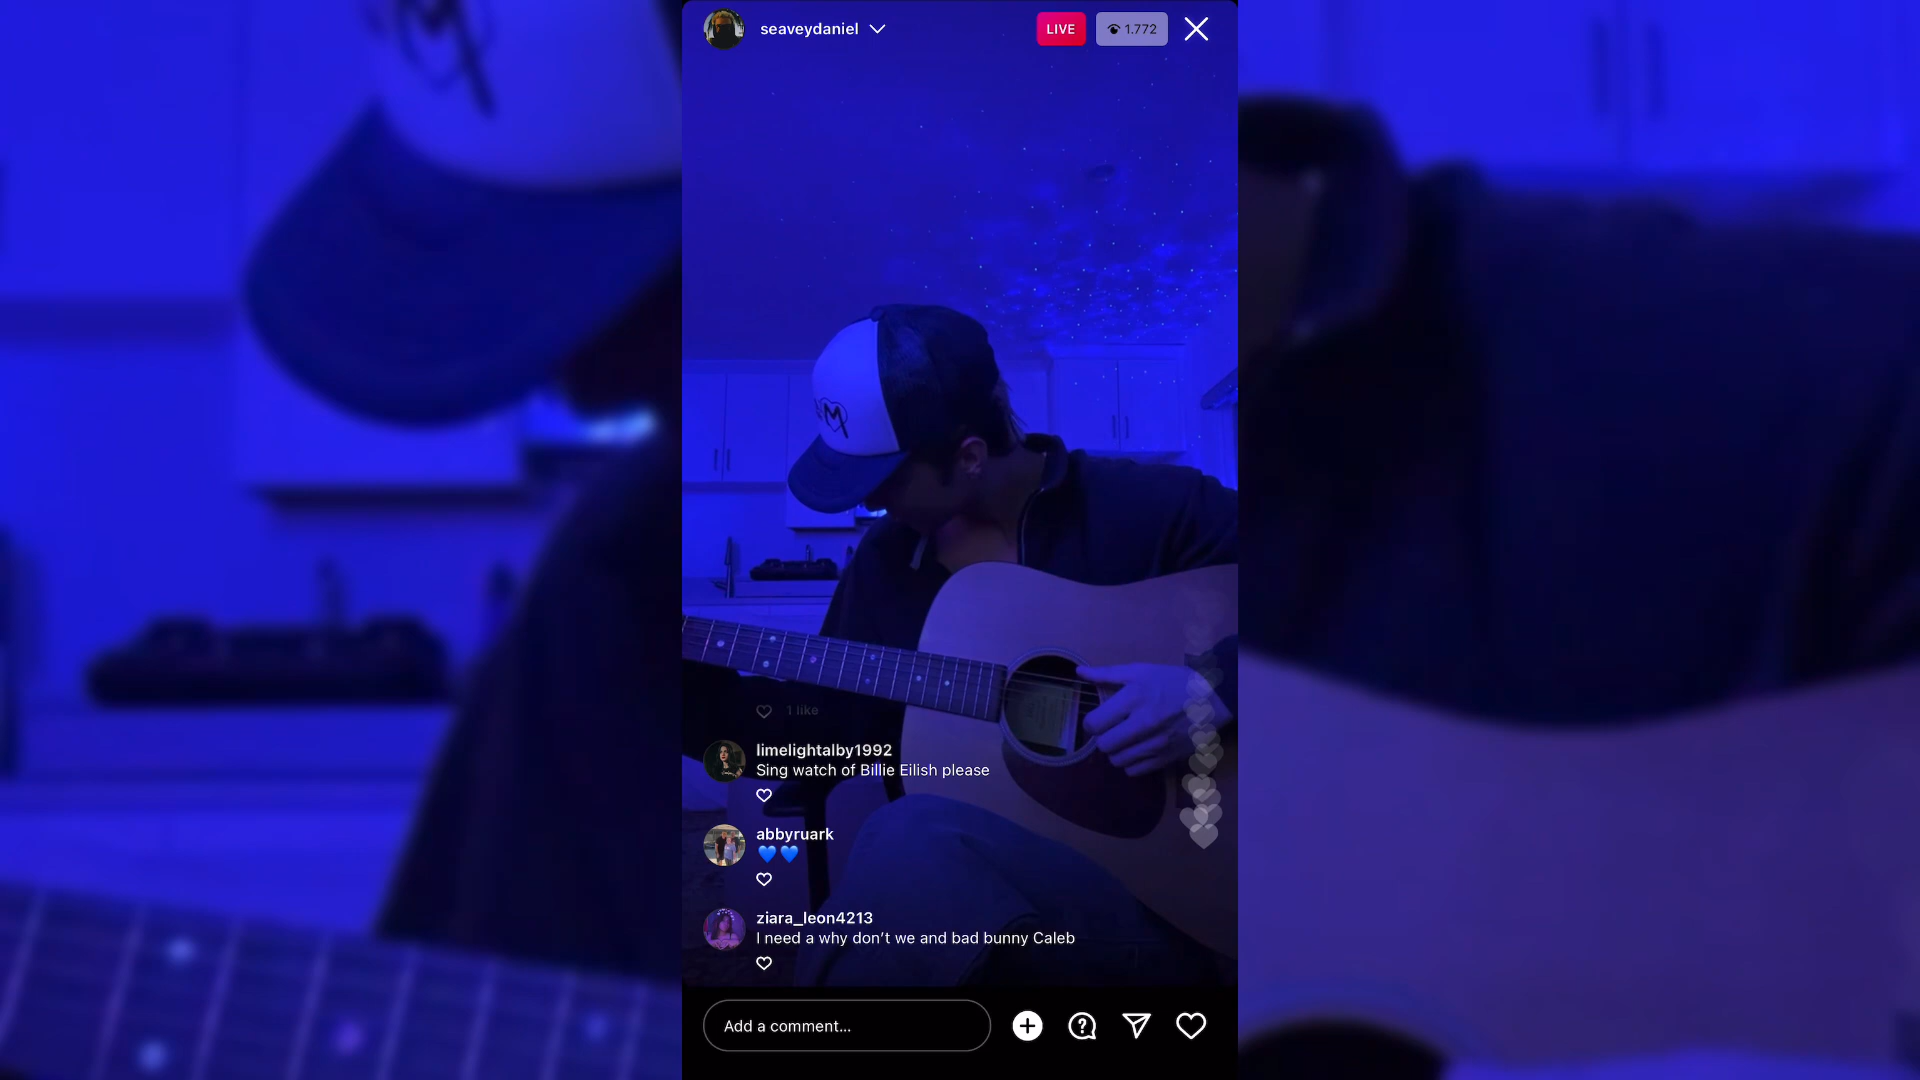 seaveydaniel
LIVE
1.772
M
1 like
limelightalby1992
Sing watch of Billie Eilish please
abbyruark
💙💙
ziara_leon4213
I need a why don't we and bad bunny Caleb
Add a comment...